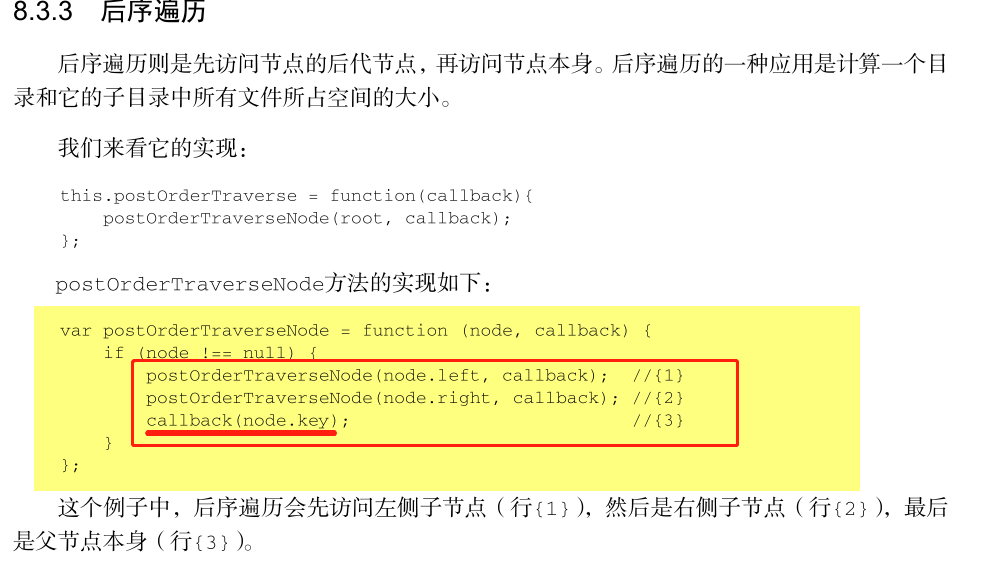 8.3.3 后序遍历
后序遍历则是先访问节点的后代节点，再访问节点本身。后序遍历的一种应用是计算一个目
录和它的子目录中所有文件所占空间的大小。
我们来看它的实现：
this.postOrderTraverse = function(callback){
    postOrderTraverseNode(root, callback);
};
postOrderTraverseNode方法的实现如下：
var postOrderTraverseNode = function (node, callback) {
    if (node !== null) {
        postOrderTraverseNode(node.left, callback);  //{1}
        postOrderTraverseNode(node.right, callback); //{2}
        callback(node.key);                          //{3}
    }
};
这个例子中，后序遍历会先访问左侧子节点（行{1}），然后是右侧子节点（行{2}），最后
是父节点本身（行{3}）。